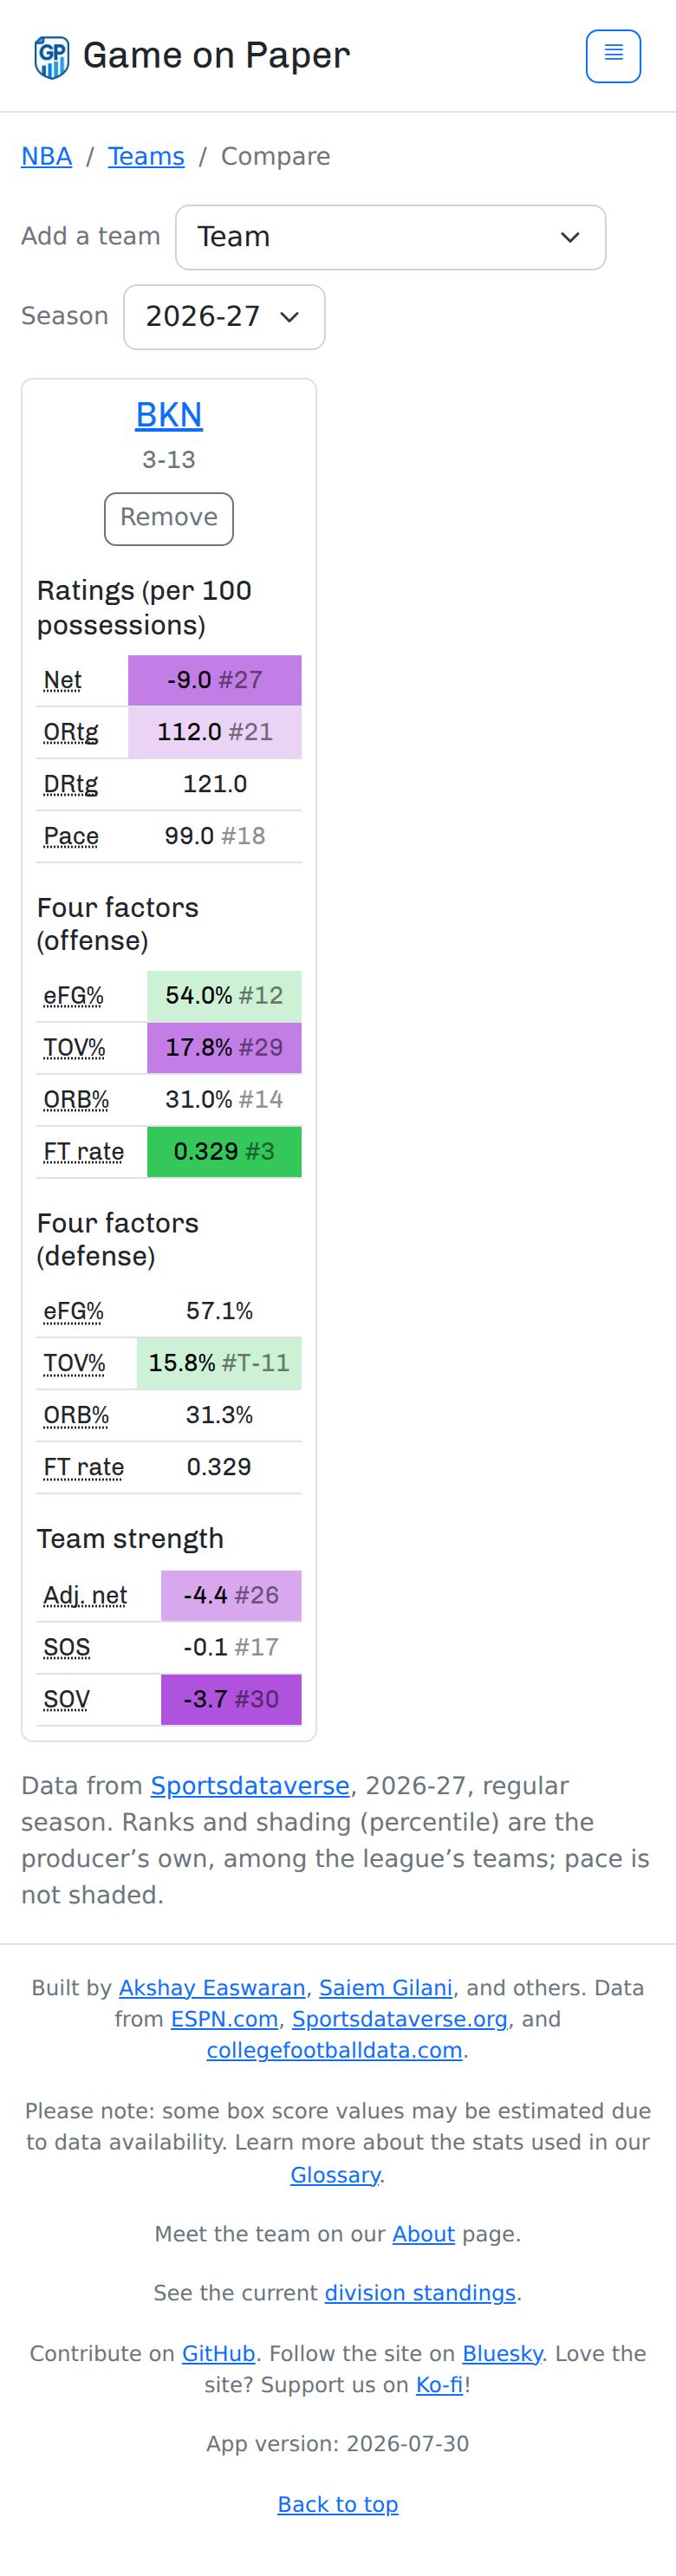 GP Game on Paper
NBA / Teams / Compare
Add a team Team
Season 2026-27
BKN
3-13
Remove
Ratings (per 100
possessions)
Net -9.0 #27
ORtg 112.0 #21
DRtg 121.0
Pace 99.0 #18
Four factors
(offense)
eFG% 54.0% #12
TOV% 17.8% #29
ORB% 31.0% #14
FT rate 0.329 #3
Four factors
(defense)
eFG% 57.1%
TOV% 15.8% #T-11
ORB% 31.3%
FT rate 0.329
Team strength
Adj. net -4.4 #26
SOS -0.1 #17
SOV -3.7 #30
Data from Sportsdataverse, 2026-27, regular
season. Ranks and shading (percentile) are the
producer’s own, among the league’s teams; pace is
not shaded.
Built by Akshay Easwaran, Saiem Gilani, and others. Data
from ESPN.com, Sportsdataverse.org, and
collegefootballdata.com.
Please note: some box score values may be estimated due
to data availability. Learn more about the stats used in our
Glossary.
Meet the team on our About page.
See the current division standings.
Contribute on GitHub. Follow the site on Bluesky. Love the
site? Support us on Ko-fi!
App version: 2026-07-30
Back to top